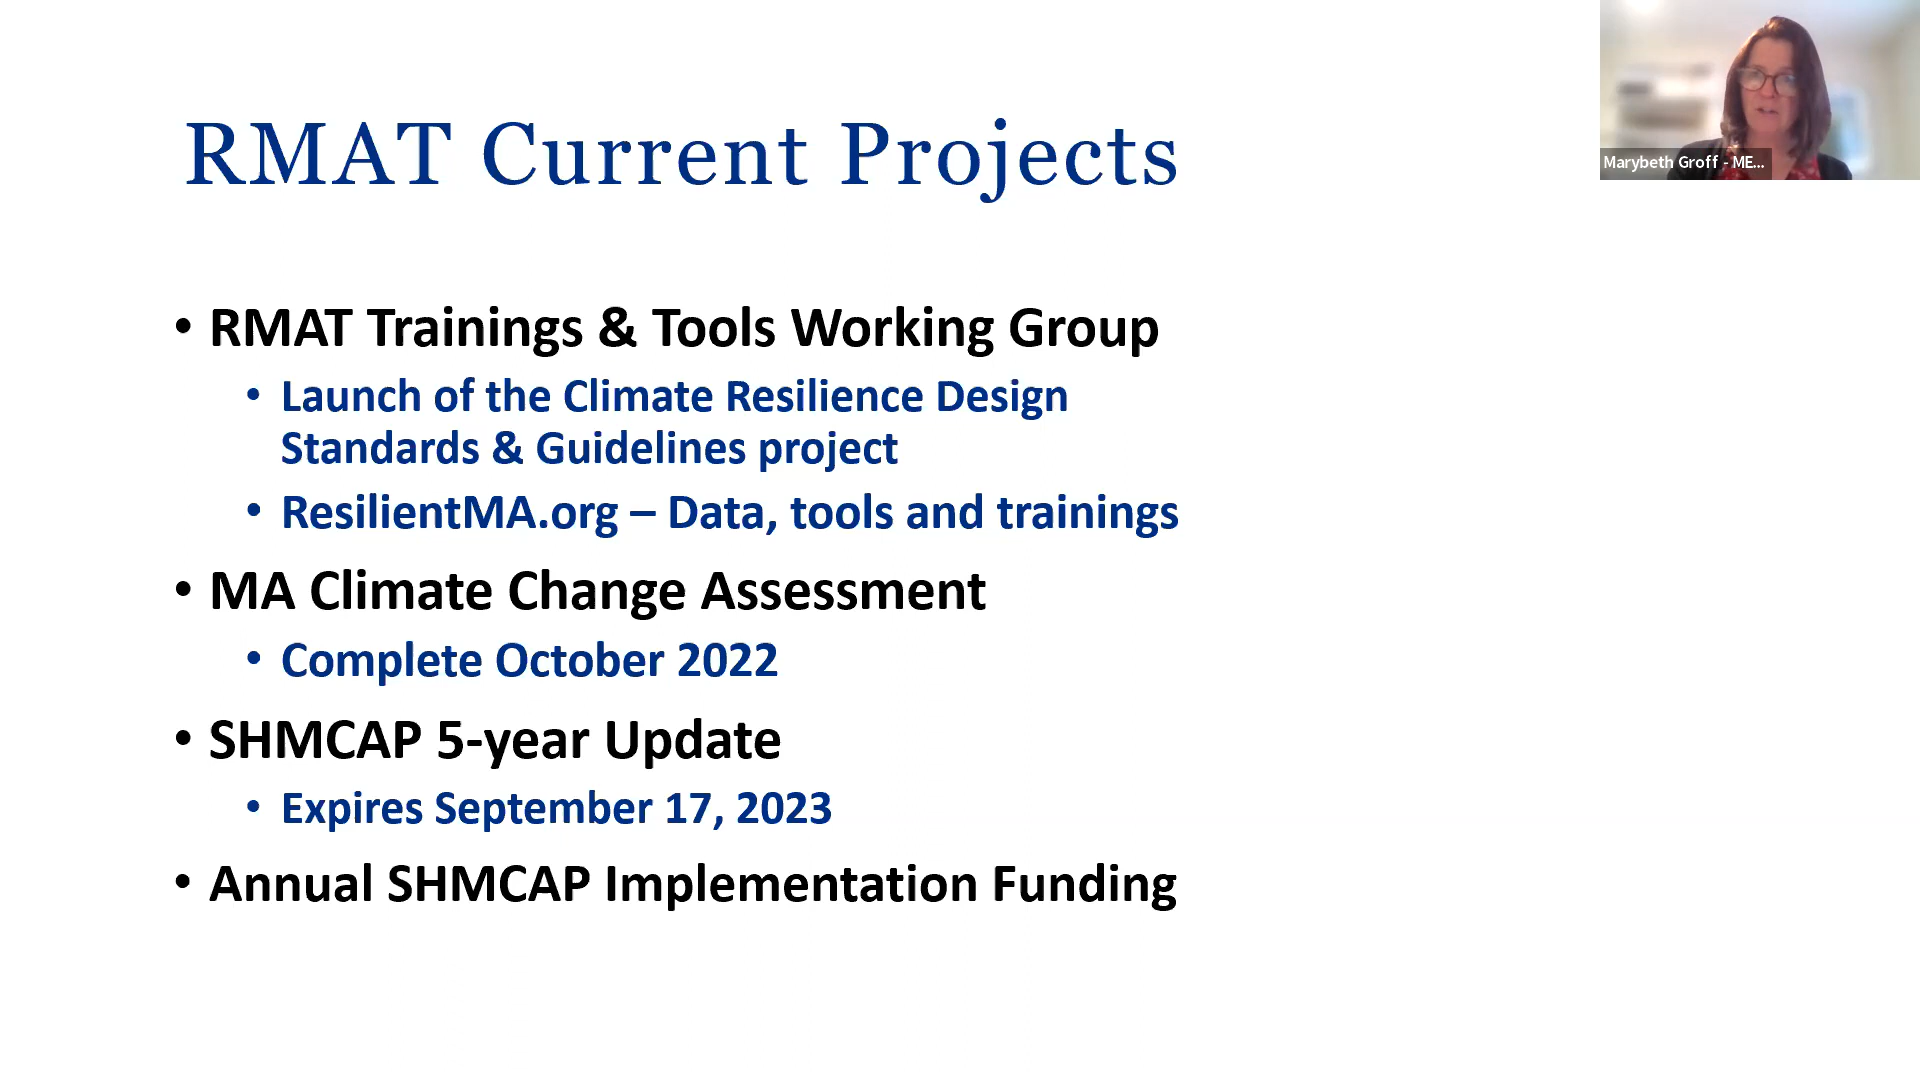 RMAT Current Projects
Marybeth Groff - ME...
• RMAT Trainings & Tools Working Group
• Launch of the Climate Resilience Design
Standards & Guidelines project
• ResilientMA.org – Data, tools and trainings
• MA Climate Change Assessment
• Complete October 2022
• SHMCAP 5-year Update
• Expires September 17, 2023
• Annual SHMCAP Implementation Funding